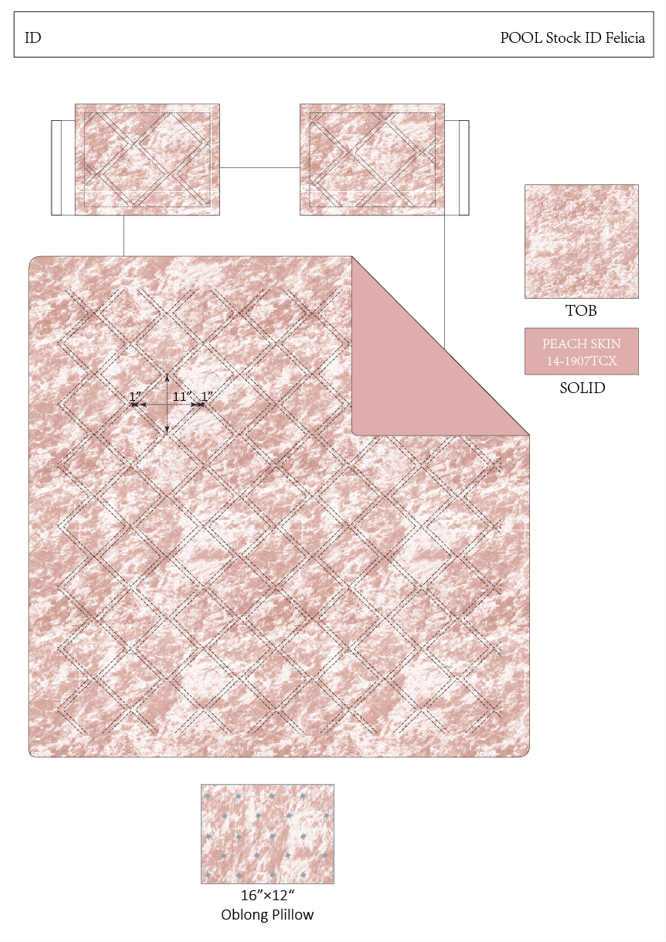 ID
POOL Stock ID Felicia
TOB
PEACH SKIN
14-1907TCX
SOLID
1” 11” 1”
16”×12“
Oblong Plillow